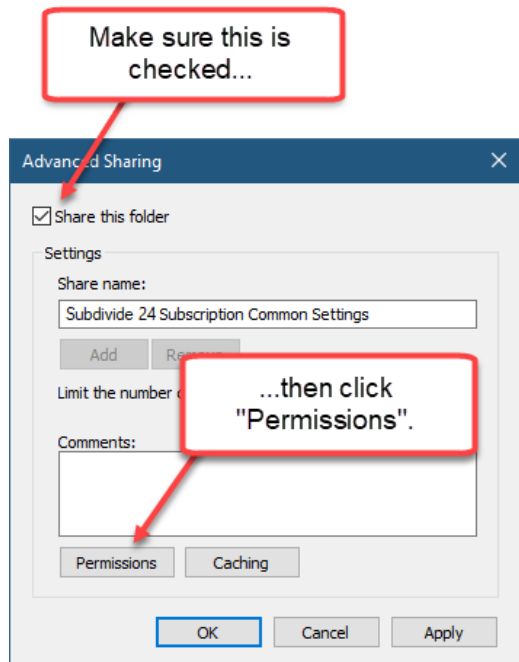 Make sure this is
checked...
Advanced Sharing
Share this folder
Settings
Share name:
Subdivide 24 Subscription Common Settings
Add
Limit the number
...then click
"Permissions".
Comments:
Permissions
Caching
OK
Cancel
Apply